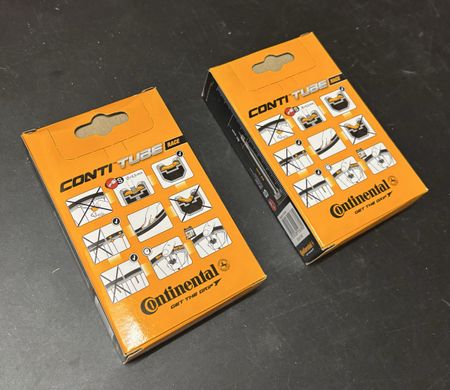 CONTI TUBE
RACE
Continental
GET THE GRIP
CONTI TUBE
RACE
Continental
GET THE GRIP